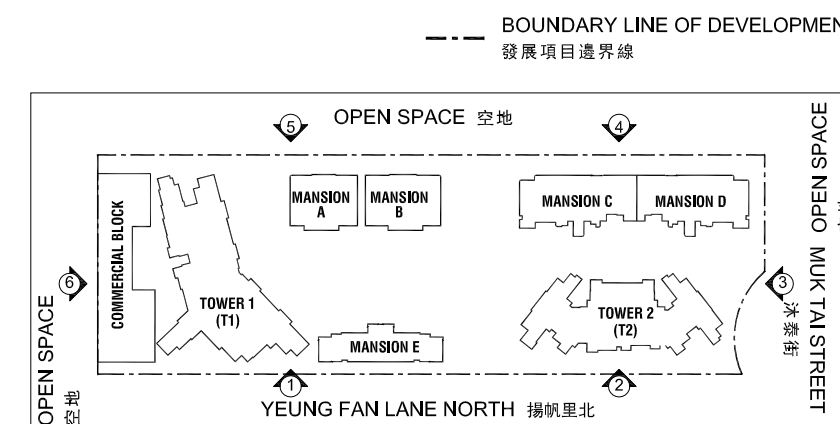 BOUNDARY LINE OF DEVELOPMEN
發展項目邊界線
OPEN SPACE 空地
5
4
MANSION A
MANSION B
MANSION C
MANSION D
COMMERCIAL BLOCK
6
3
TOWER 1
(T1)
TOWER 2
(T2)
MANSION E
1
2
YEUNG FAN LANE NORTH 揚帆里北
OPEN SPACE
空地
MUK TAI STREET
沐泰街
OPEN SPACE